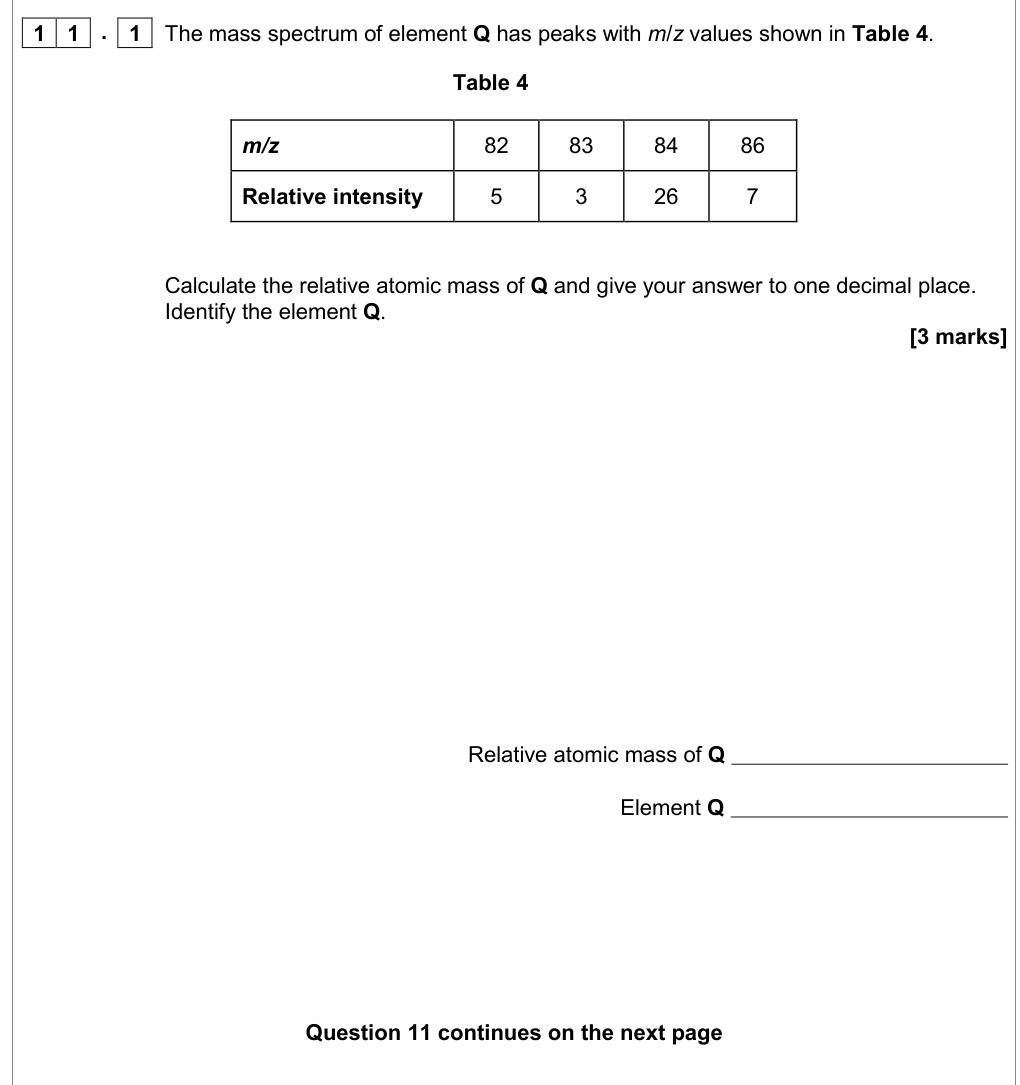 1 1 . 1 The mass spectrum of element Q has peaks with m/z values shown in Table 4.
Table 4
m/z 82 83 84 86
Relative intensity 5 3 26 7
Calculate the relative atomic mass of Q and give your answer to one decimal place.
Identify the element Q.
[3 marks]
Relative atomic mass of Q
Element Q
Question 11 continues on the next page